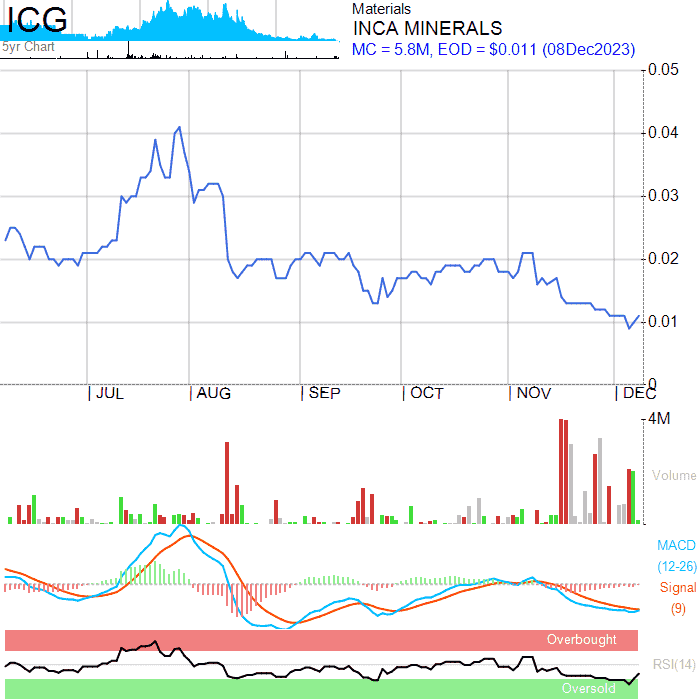 ICG
5yr Chart
Materials
INCA MINERALS
MC = 5.8M, EOD = $0.011 (08Dec2023)
0.05
0.04
0.03
0.02
0.01
0
JUL AUG SEP OCT NOV DEC
4M
Volume
MACD
(12-26)
Signal
(9)
Overbought
RSI(14)
Oversold